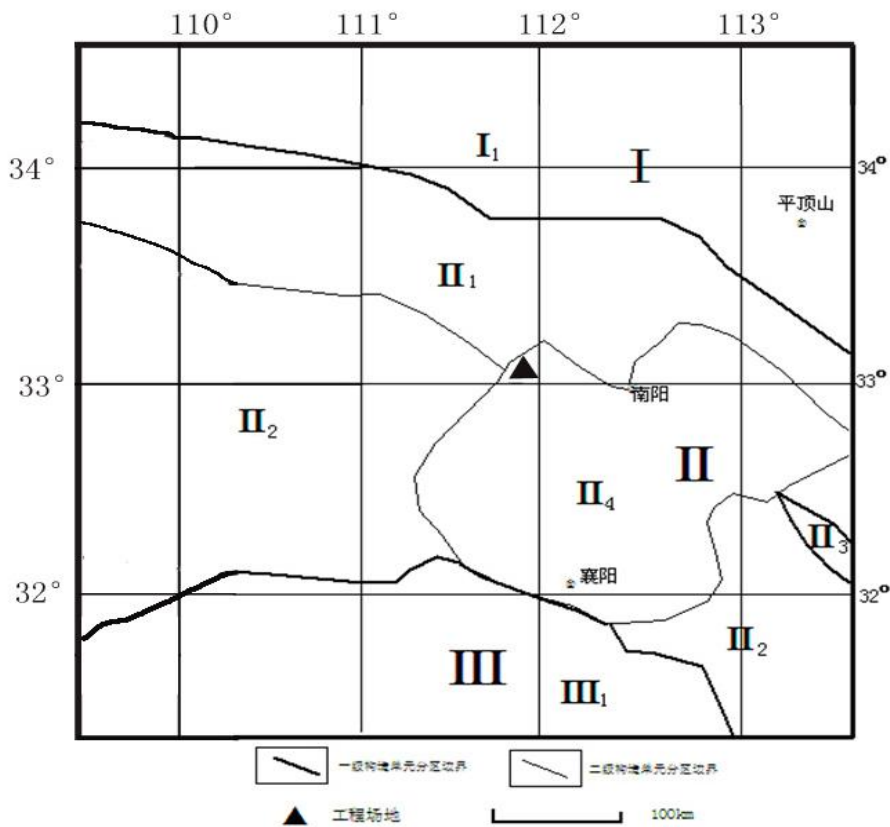 110° 111° 112° 113°
I₁
I
34° 34°
平顶山
II₁
33° 33°
南阳
II₂
II
II₄
II₃
襄阳
32° 32°
II₂
III
III₁
一级构造单元分区边界 二级构造单元分区边界
工程场地 100km